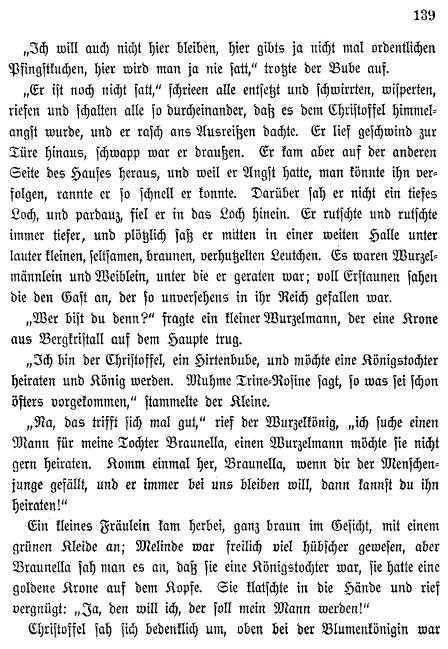 139
„Ich will auch nicht hier bleiben, hier gibts ja nicht mal ordentlichen
Pfingstkuchen, hier wird man ja nie satt,“ trotzte der Bube auf.
„Er ist noch nicht satt,“ schrieen alle entsetzt und schwirrten, wisperten,
riefen und schalten alle so durcheinander, daß es dem Christoffel himmel-
angst wurde, und er rasch ans Ausreißen dachte. Er lief geschwind zur
Türe hinaus, schwapp war er draußen. Er kam aber auf der anderen
Seite des Hauses heraus, und weil er Angst hatte, man könnte ihn ver-
folgen, rannte er so schnell er konnte. Darüber sah er nicht ein tiefes
Loch, und pardauz, fiel er in das Loch hinein. Er rutschte und rutschte
immer tiefer, und plötzlich saß er mitten in einer weiten Halle unter
lauter kleinen, seltsamen, braunen, verhutzelten Leutchen. Es waren Wurzel-
männlein und Weiblein, unter die er geraten war; voll Erstaunen sahen
die den Gast an, der so unversehens in ihr Reich gefallen war.
„Wer bist du denn?“ fragte ein kleiner Wurzelmann, der eine Krone
aus Bergkristall auf dem Haupte trug.
„Ich bin der Christoffel, ein Hirtenbube, und möchte eine Königstochter
heiraten und König werden. Muhme Trine-Rosine sagt, so was sei schon
öfters vorgekommen,“ stammelte der Kleine.
„Na, das trifft sich mal gut,“ rief der Wurzelkönig, „ich suche einen
Mann für meine Tochter Braunella, einen Wurzelmann möchte sie nicht
gern heiraten. Komm einmal her, Braunella, wenn dir der Menschen-
junge gefällt, und er immer bei uns bleiben will, dann kannst du ihn
heiraten!“
Ein kleines Fräulein kam herbei, ganz braun im Gesicht, mit einem
grünen Kleide an; Melinde war freilich viel hübscher gewesen, aber
Braunella sah man es an, daß sie eine Königstochter war, sie hatte eine
goldene Krone auf dem Kopfe. Sie klatschte in die Hände und rief
vergnügt: „Ja, den will ich, der soll mein Mann werden!“
Christoffel sah sich bedenklich um, oben bei der Blumenkönigin war